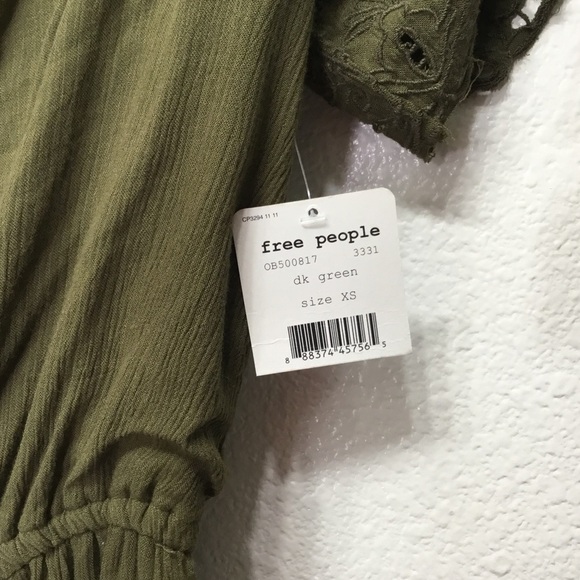 CP3294 11 11
free people
OB500817 3331
dk green
size XS
8 88374 45756 5